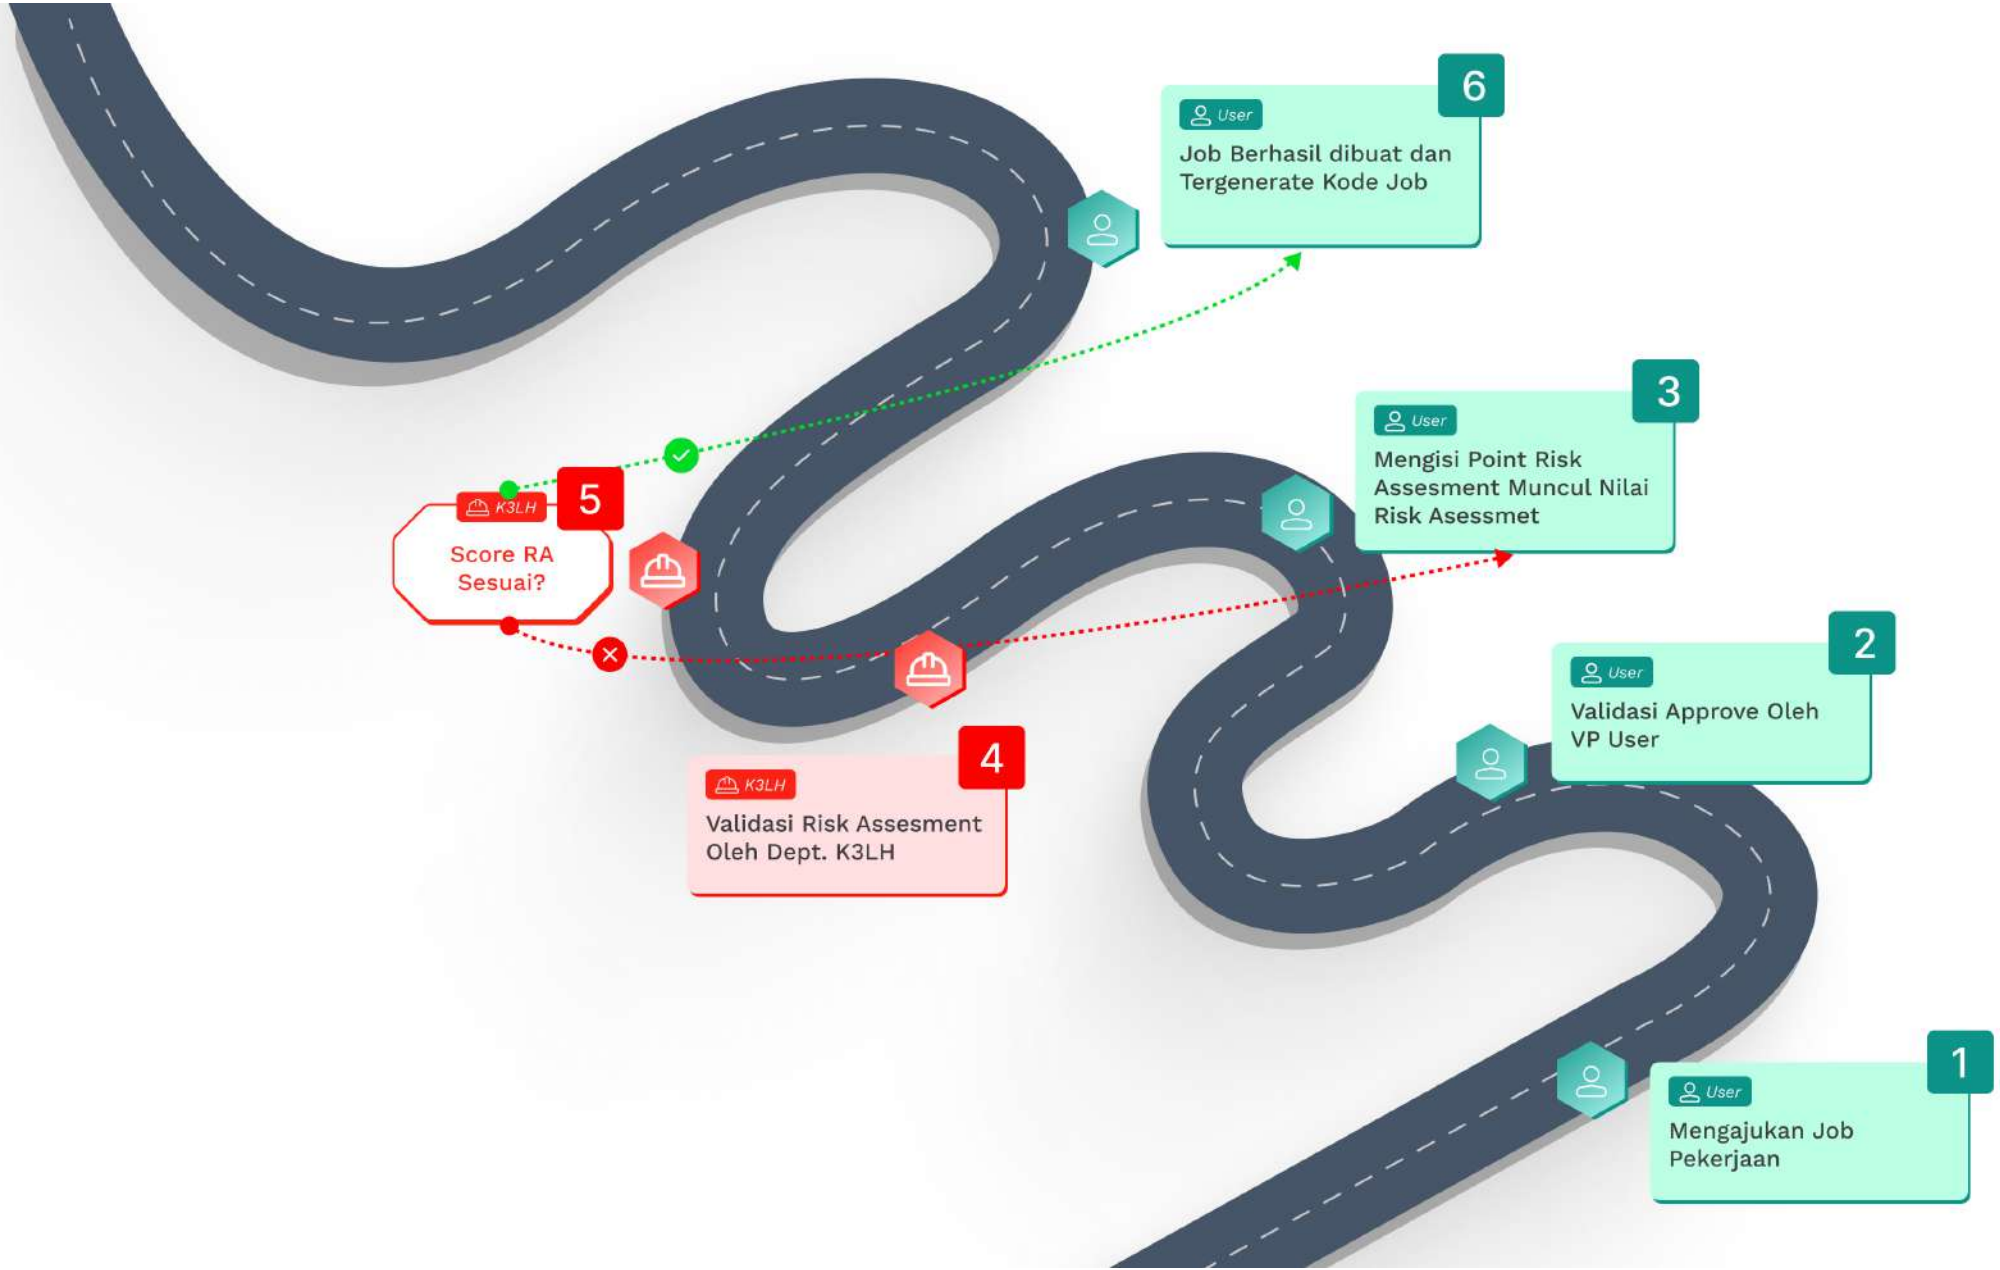 6
User
Job Berhasil dibuat dan
Tergenerate Kode Job
3
User
Mengisi Point Risk
Assesment Muncul Nilai
Risk Asessmet
5
K3LH
Score RA
Sesuai?
2
User
Validasi Approve Oleh
VP User
4
K3LH
Validasi Risk Assesment
Oleh Dept. K3LH
1
User
Mengajukan Job
Pekerjaan